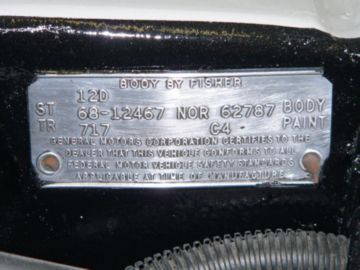 BODY BY FISHER
12D
ST 68-12467 NOR 62787 BODY
TR 717 C4 PAINT
GENERAL MOTORS CORPORATION CERTIFIES TO THE
DEALER THAT THIS VEHICLE CONFORMS TO ALL
FEDERAL MOTOR VEHICLE SAFETY STANDARDS
APPLICABLE AT TIME OF MANUFACTURE